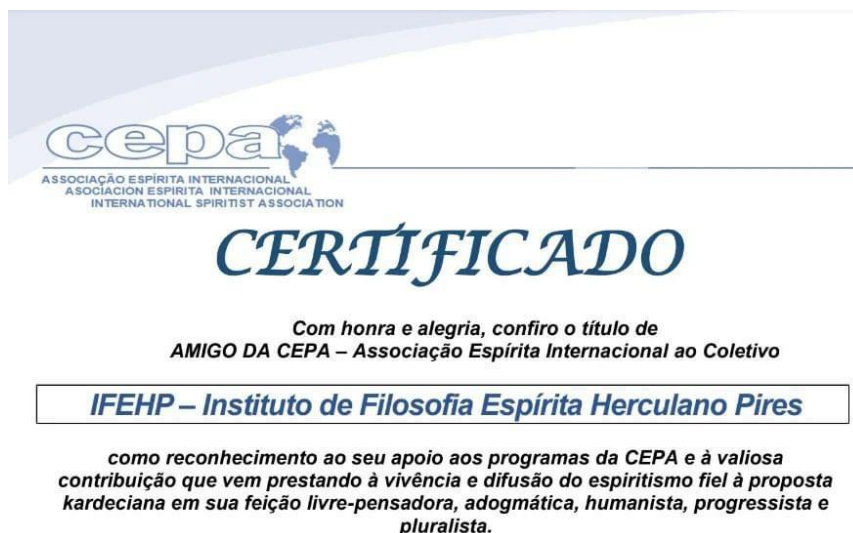 cepa
ASSOCIAÇÃO ESPÍRITA INTERNACIONAL
ASOCIACION ESPIRITA INTERNACIONAL
INTERNATIONAL SPIRITIST ASSOCIATION
CERTIFICADO
Com honra e alegria, confiro o título de
AMIGO DA CEPA – Associação Espírita Internacional ao Coletivo
IFEHP – Instituto de Filosofia Espírita Herculano Pires
como reconhecimento ao seu apoio aos programas da CEPA e à valiosa
contribuição que vem prestando à vivência e difusão do espiritismo fiel à proposta
kardeciana em sua feição livre-pensadora, adogmática, humanista, progressista e
pluralista.